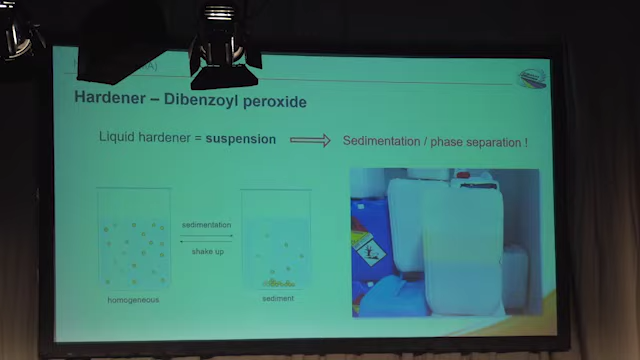 A)
Hardener – Dibenzoyl peroxide
Liquid hardener = suspension
Sedimentation / phase separation !
sedimentation
shake up
homogeneous
sediment